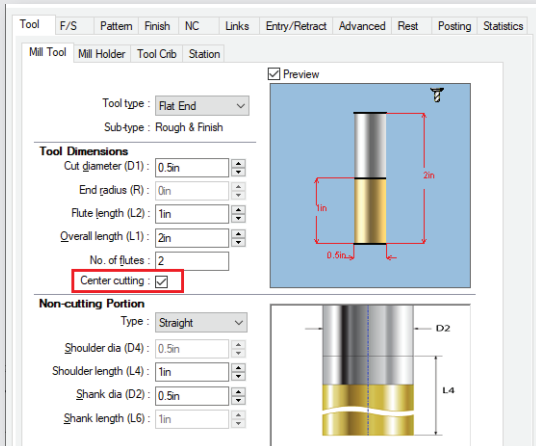 Tool F/S Pattern Finish NC Links Entry/Retract Advanced Rest Posting Statistics
Mill Tool Mill Holder Tool Crib Station
Preview
Tool type : Flat End
Sub-type : Rough & Finish
Tool Dimensions
Cut diameter (D1) : 0.5in
End radius (R) : 0in
Flute length (L2) : 1in
Overall length (L1) : 2in
No. of flutes : 2
Center cutting :
2in
1in
0.5in
Non-cutting Portion
Type : Straight
Shoulder dia (D4) : 0.5in
Shoulder length (L4) : 1in
Shank dia (D2) : 0.5in
Shank length (L6) : 1in
D2
L4